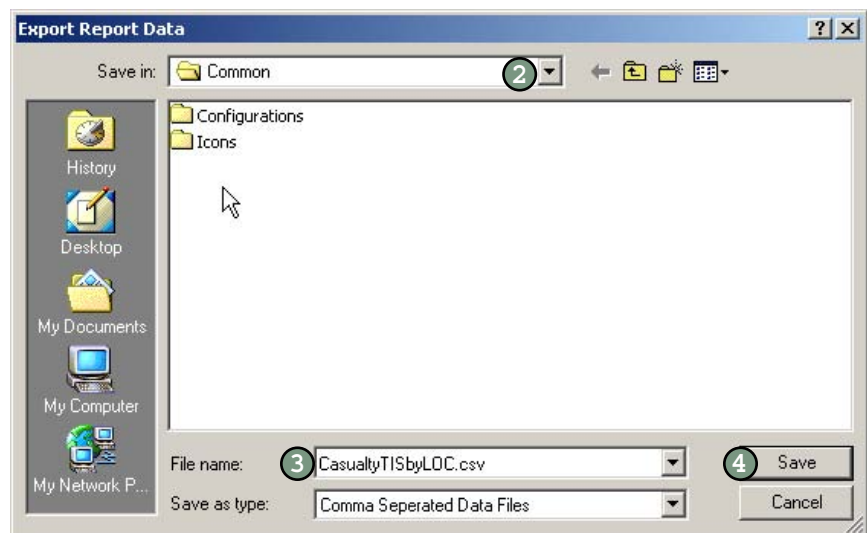 Export Report Data
Save in: Common 2
Configurations
Icons
History
Desktop
My Documents
My Computer
My Network P...
File name: 3 CasualtyTISbyLOC.csv 4 Save
Save as type: Comma Seperated Data Files Cancel